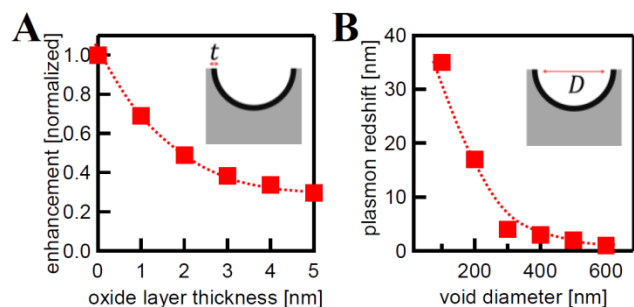 A
enhancement [normalized]
1.0
0.8
0.6
0.4
0.2
0.0
t
0 1 2 3 4 5
oxide layer thickness [nm]
B
plasmon redshift [nm]
40
30
20
10
0
D
200 400 600
void diameter [nm]